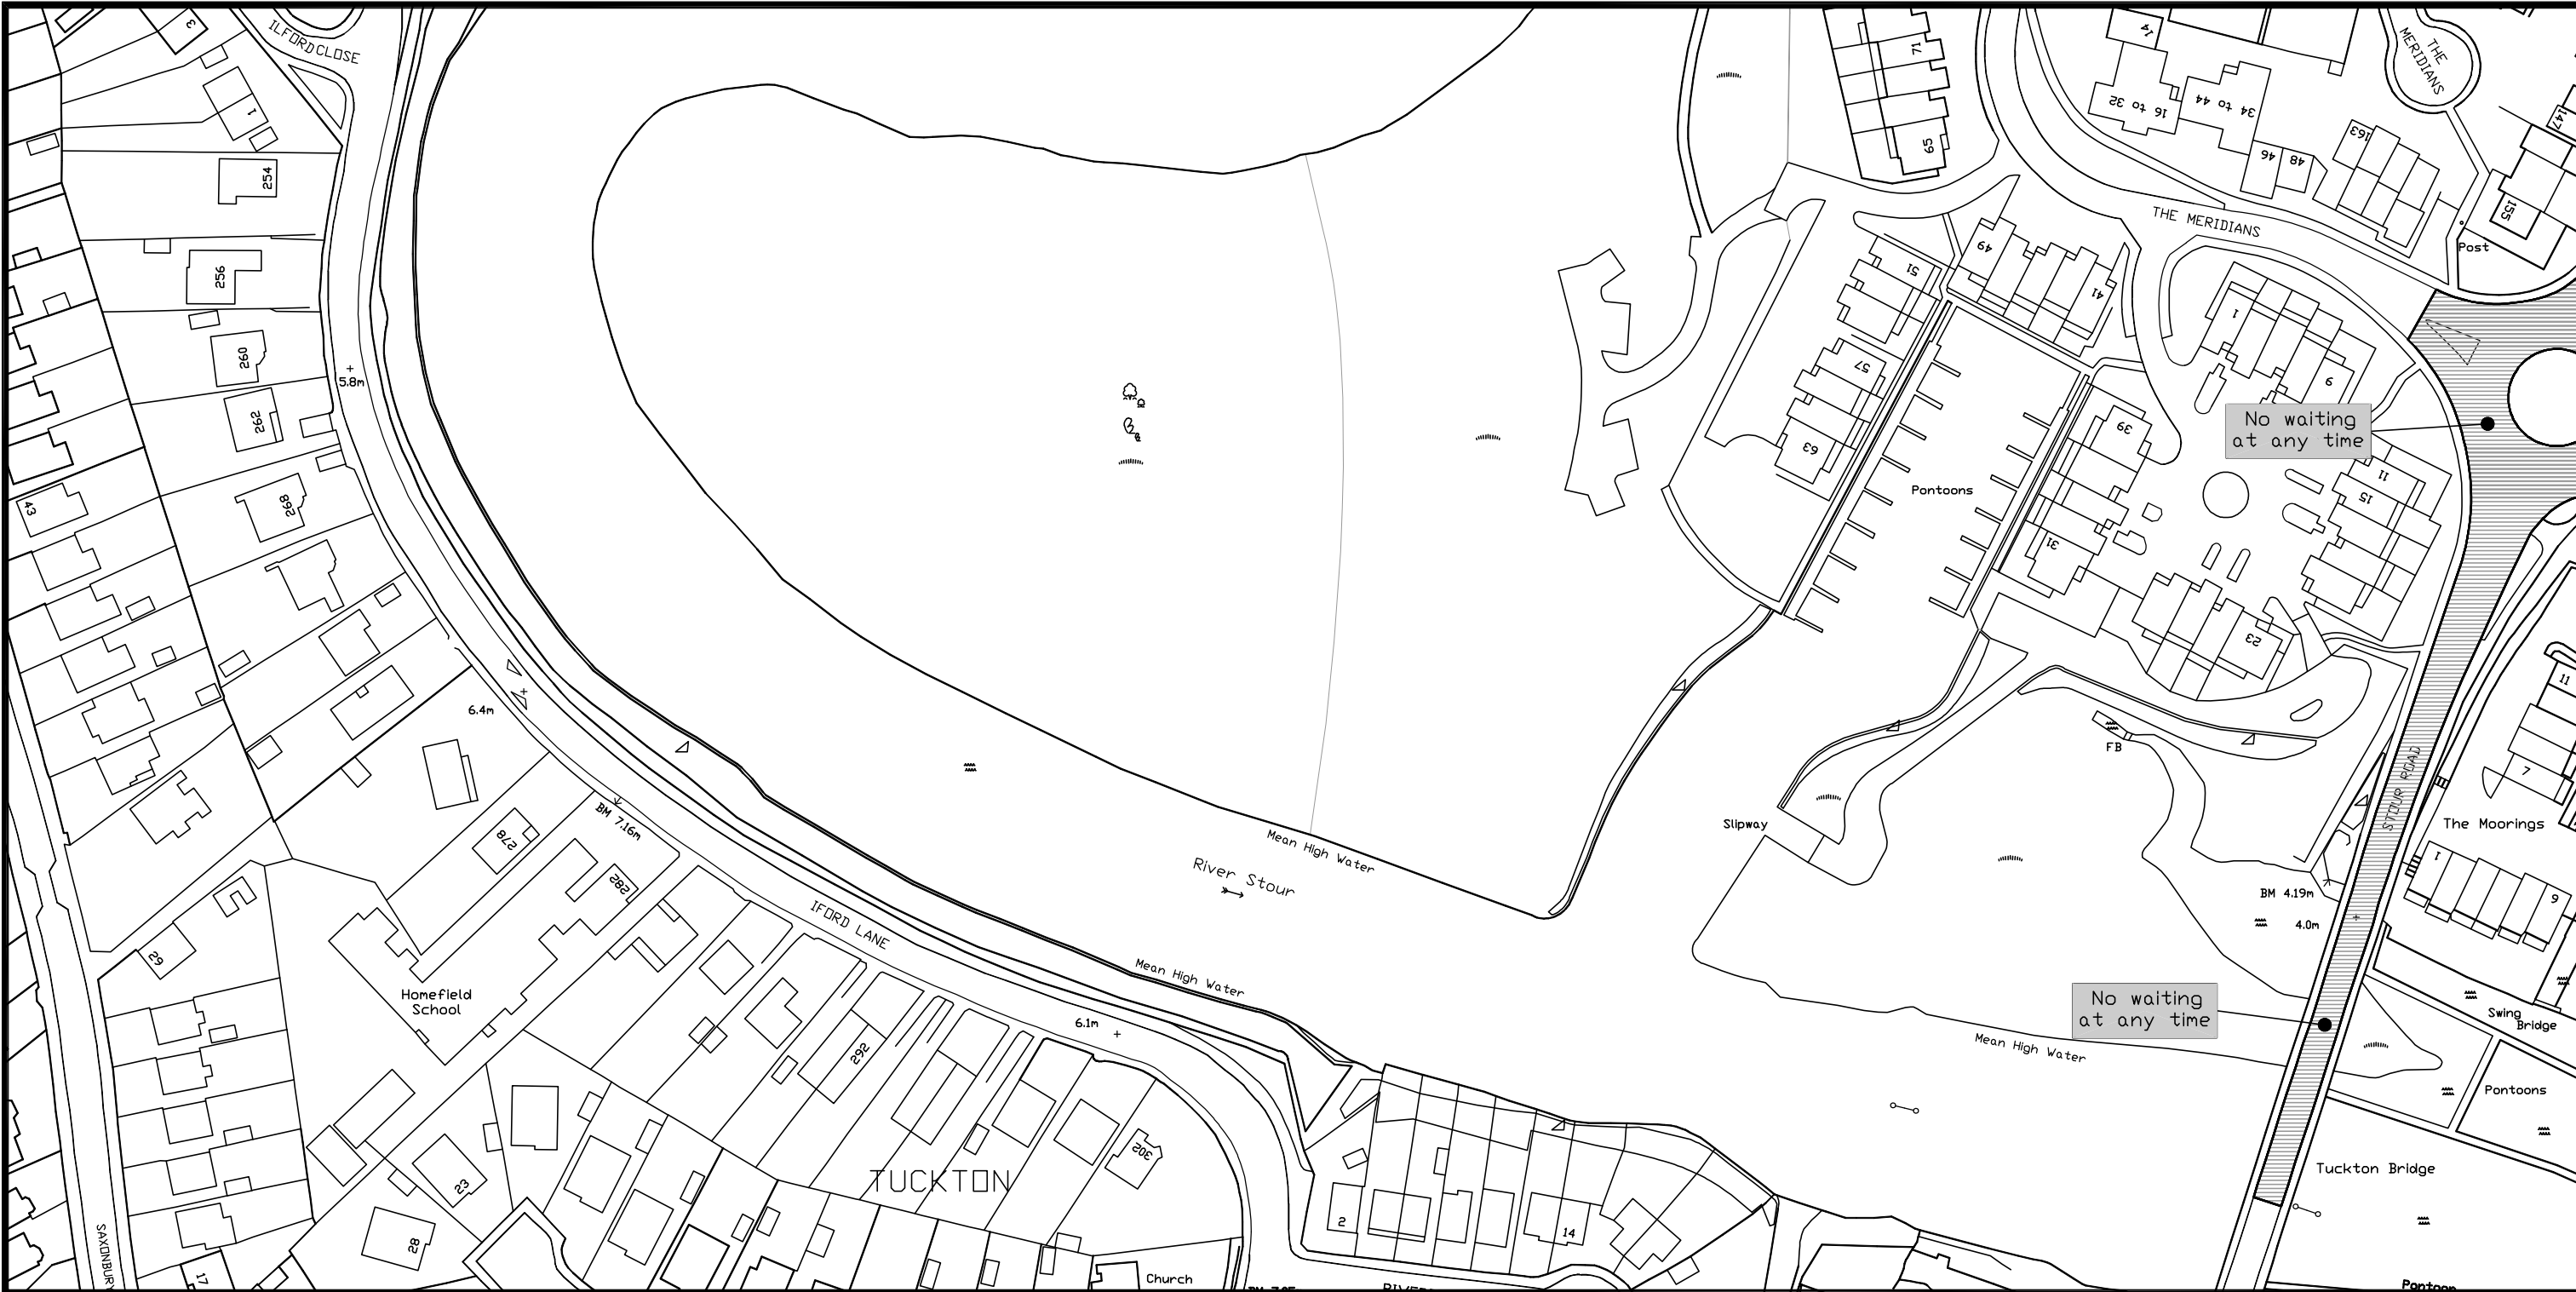 3
ILFORD CLOSE
1
254
256
260
5.8m
262
268
43
6.4m
BM 7.16m
278
282
29
Homefield
School
IFORD LANE
292
6.1m
302
TUCKTON
23
28
17
SAXONBURY
Church
2
14
Mean High Water
River Stour
Mean High Water
71
65
14
16 to 32
34 to 44
46
48
163
THE
MERIDIANS
147
155
Post
THE MERIDIANS
49
51
41
57
63
1
9
39
31
Pontoons
No waiting
at any time
11
15
23
FB
Slipway
STOUR ROAD
11
7
The Moorings
1
9
BM 4.19m
4.0m
No waiting
at any time
Swing
Bridge
Mean High Water
Pontoons
Tuckton Bridge
Pontoon